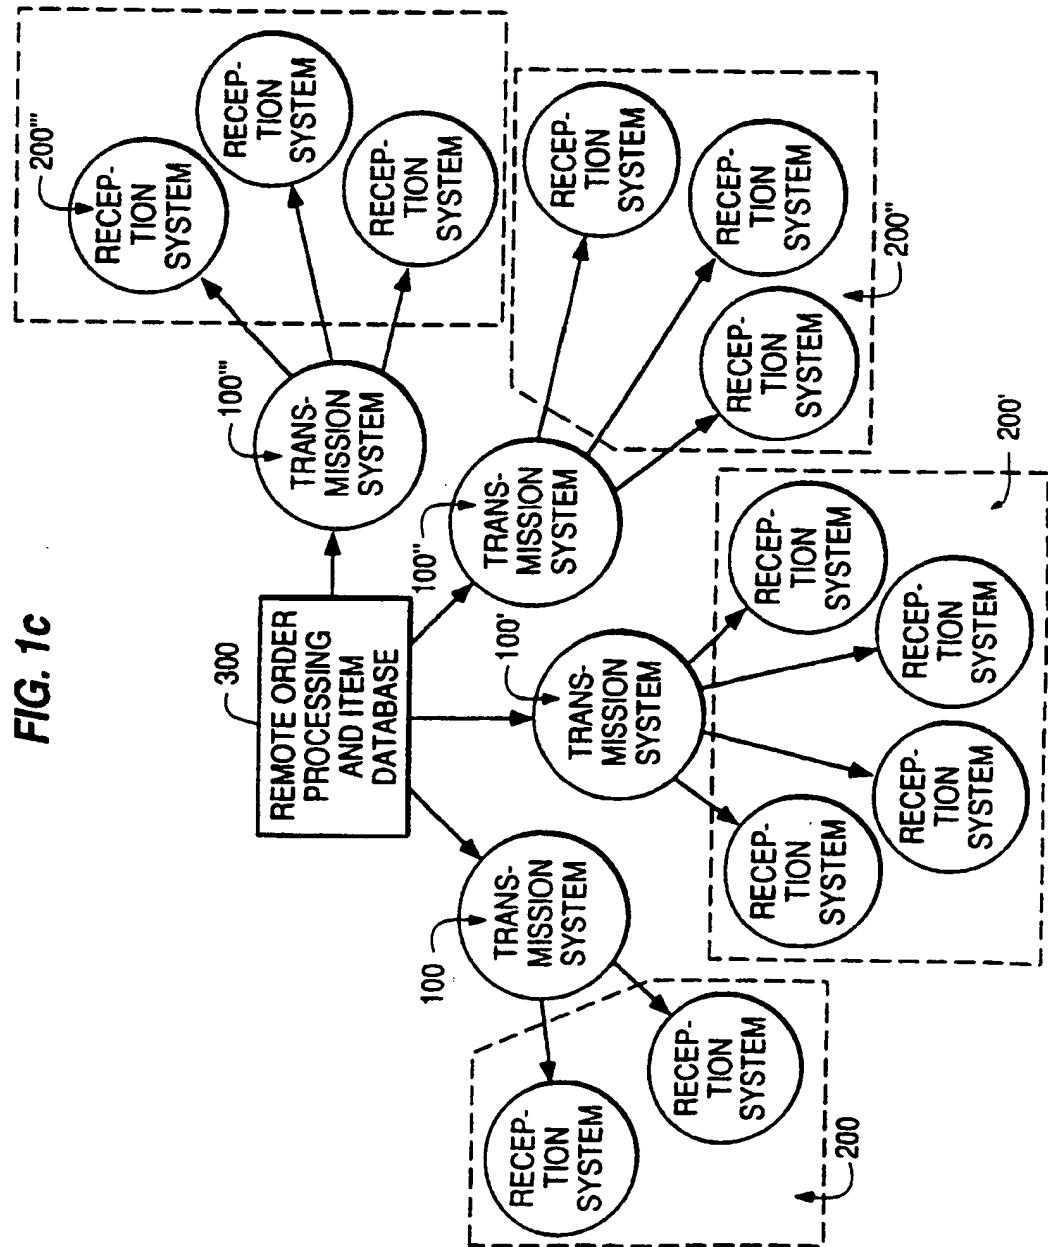 FIG. 1c
300
REMOTE ORDER
PROCESSING
AND ITEM
DATABASE
100
TRANS-
MISSION
SYSTEM
100'
TRANS-
MISSION
SYSTEM
100"
TRANS-
MISSION
SYSTEM
100'"
TRANS-
MISSION
SYSTEM
RECEP-
TION
SYSTEM
RECEP-
TION
SYSTEM
200
RECEP-
TION
SYSTEM
RECEP-
TION
SYSTEM
RECEP-
TION
SYSTEM
RECEP-
TION
SYSTEM
200'
RECEP-
TION
SYSTEM
RECEP-
TION
SYSTEM
RECEP-
TION
SYSTEM
200"
200'"
RECEP-
TION
SYSTEM
RECEP-
TION
SYSTEM
RECEP-
TION
SYSTEM